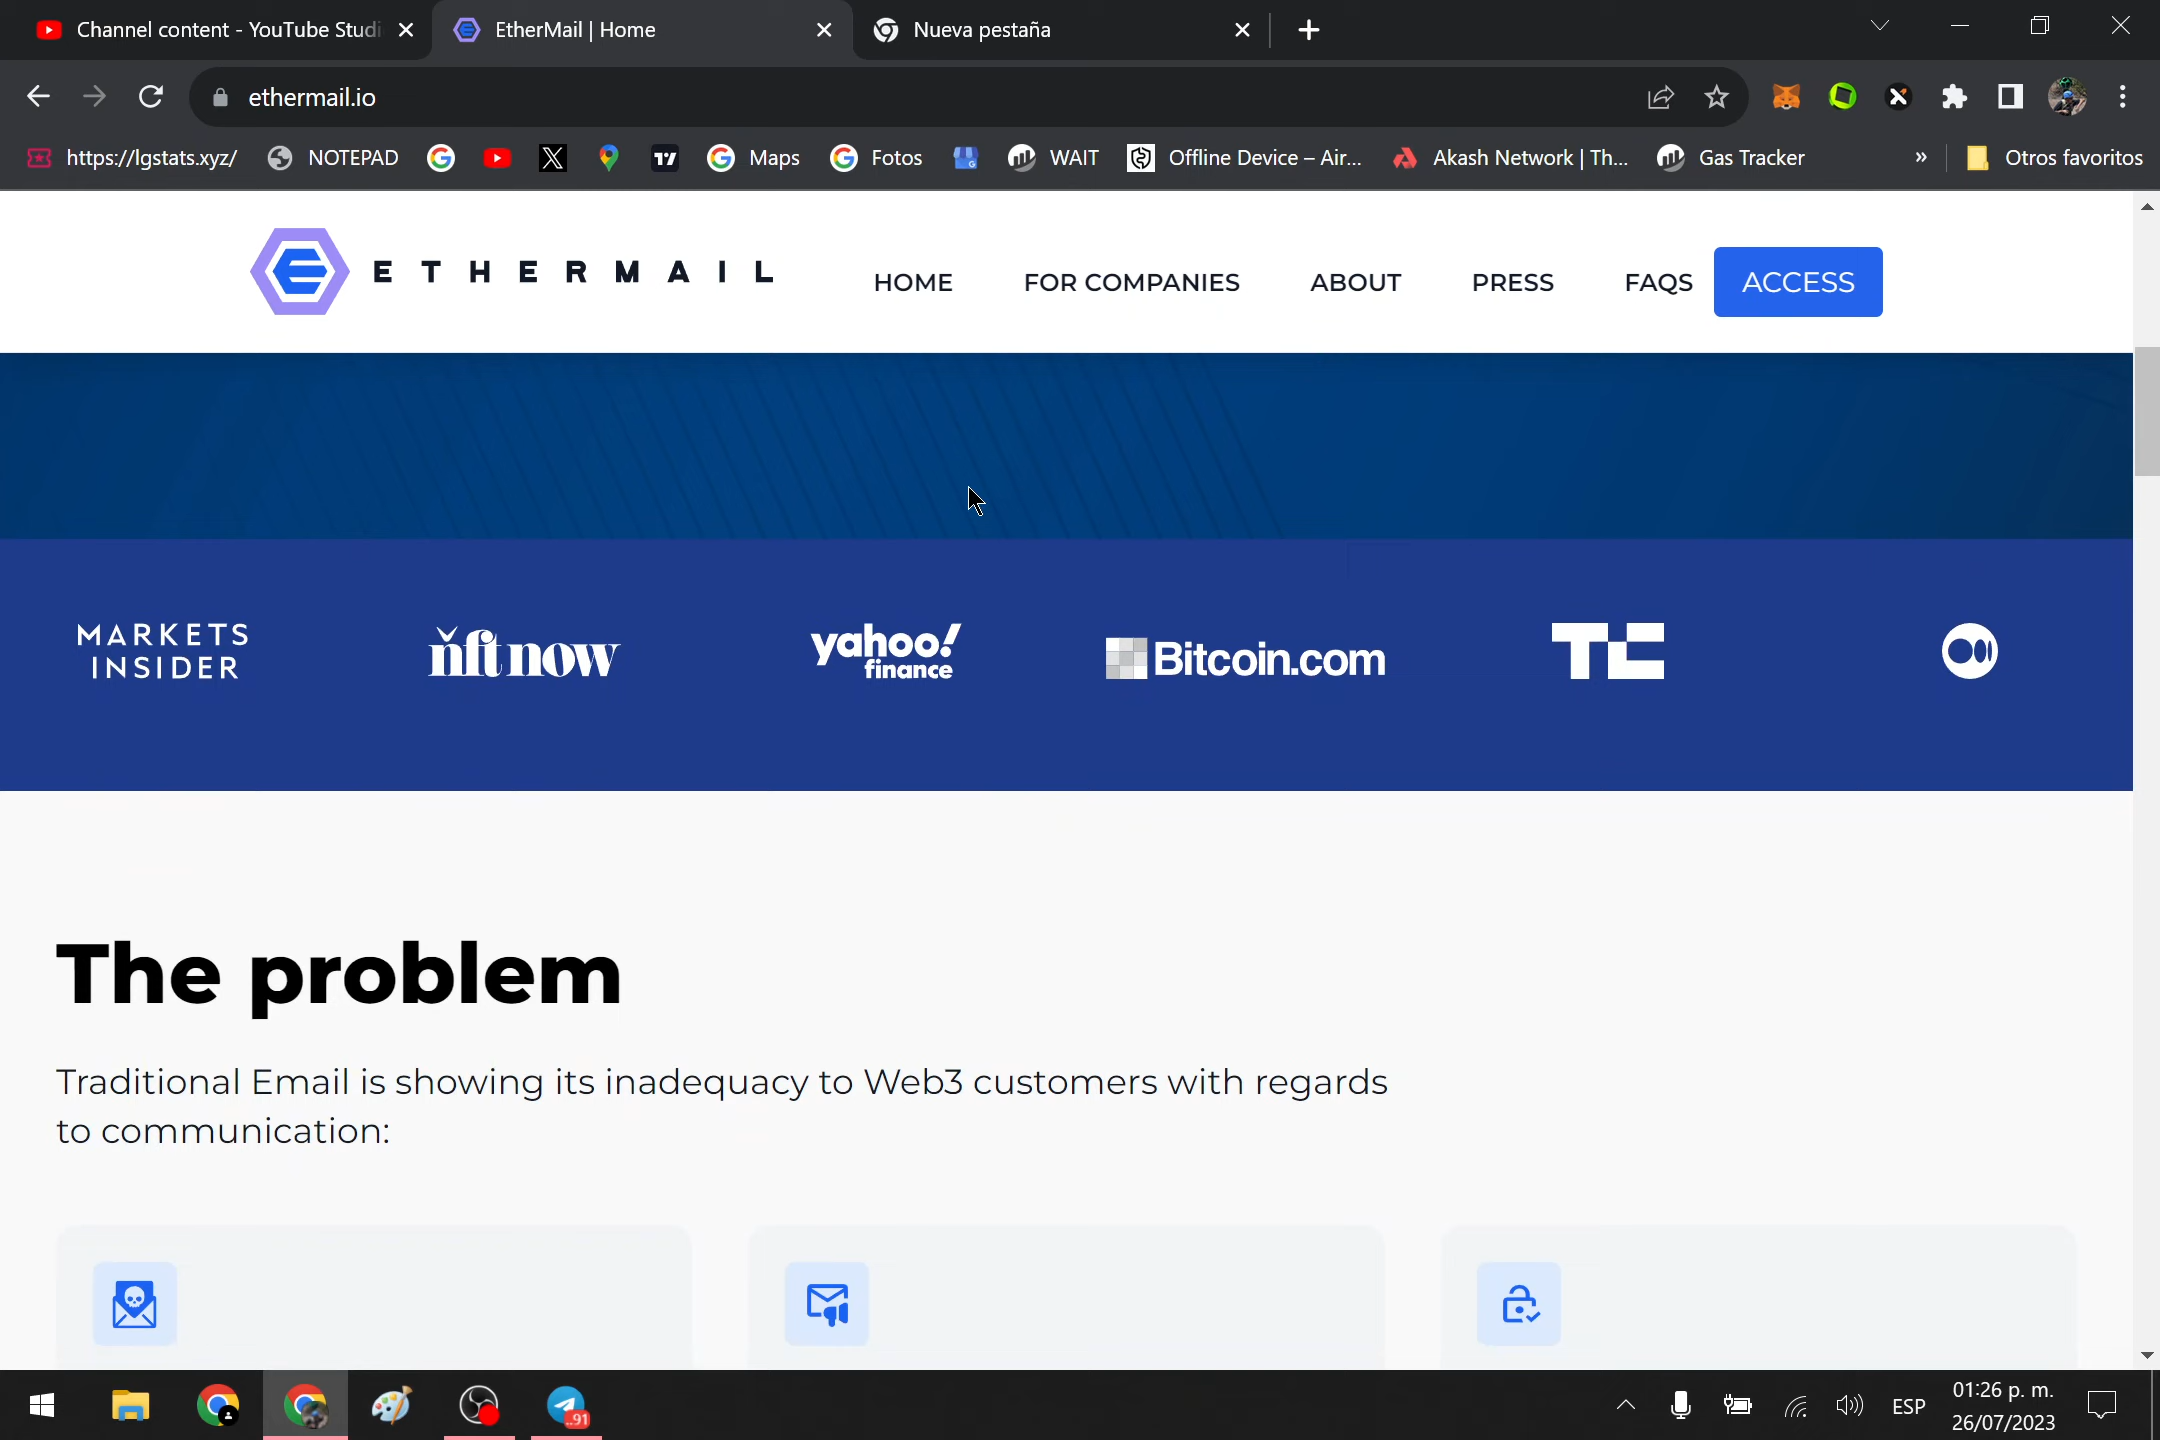 Channel content - YouTube Studi
EtherMail | Home
Nueva pestaña
ethermail.io
https://lgstats.xyz/
NOTEPAD
Maps
Fotos
WAIT
Offline Device – Air...
Akash Network | Th...
Gas Tracker
»
Otros favoritos
ETHERMAIL
HOME
FOR COMPANIES
ABOUT
PRESS
FAQS
ACCESS
MARKETS
INSIDER
nft now
yahoo!
finance
Bitcoin.com
TC
The problem
Traditional Email is showing its inadequacy to Web3 customers with regards
to communication:
..91
ESP
01:26 p. m.
26/07/2023